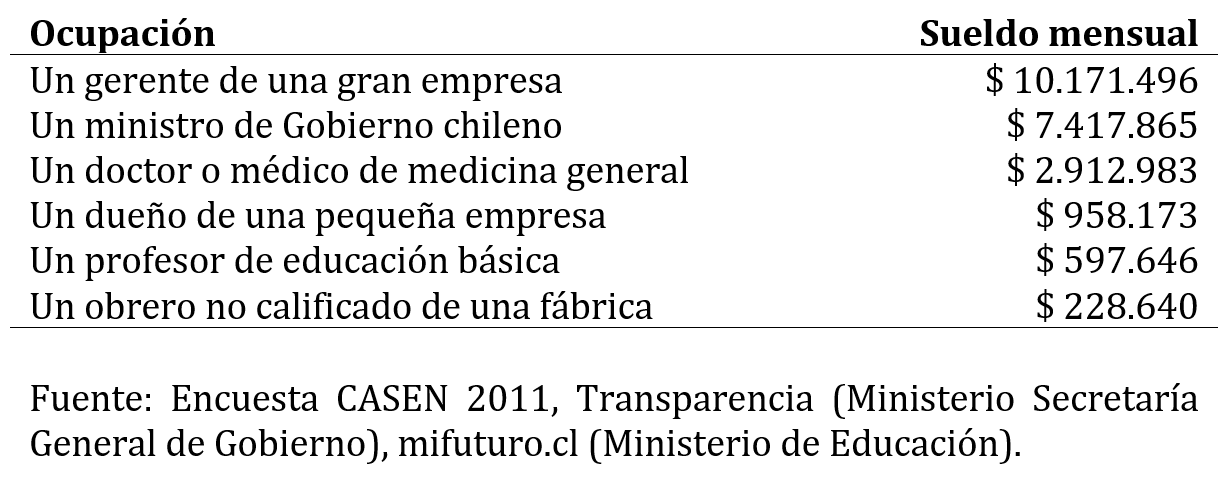 Ocupación Sueldo mensual
Un gerente de una gran empresa $ 10.171.496
Un ministro de Gobierno chileno $ 7.417.865
Un doctor o médico de medicina general $ 2.912.983
Un dueño de una pequeña empresa $ 958.173
Un profesor de educación básica $ 597.646
Un obrero no calificado de una fábrica $ 228.640
Fuente: Encuesta CASEN 2011, Transparencia (Ministerio Secretaría
General de Gobierno), mifuturo.cl (Ministerio de Educación).